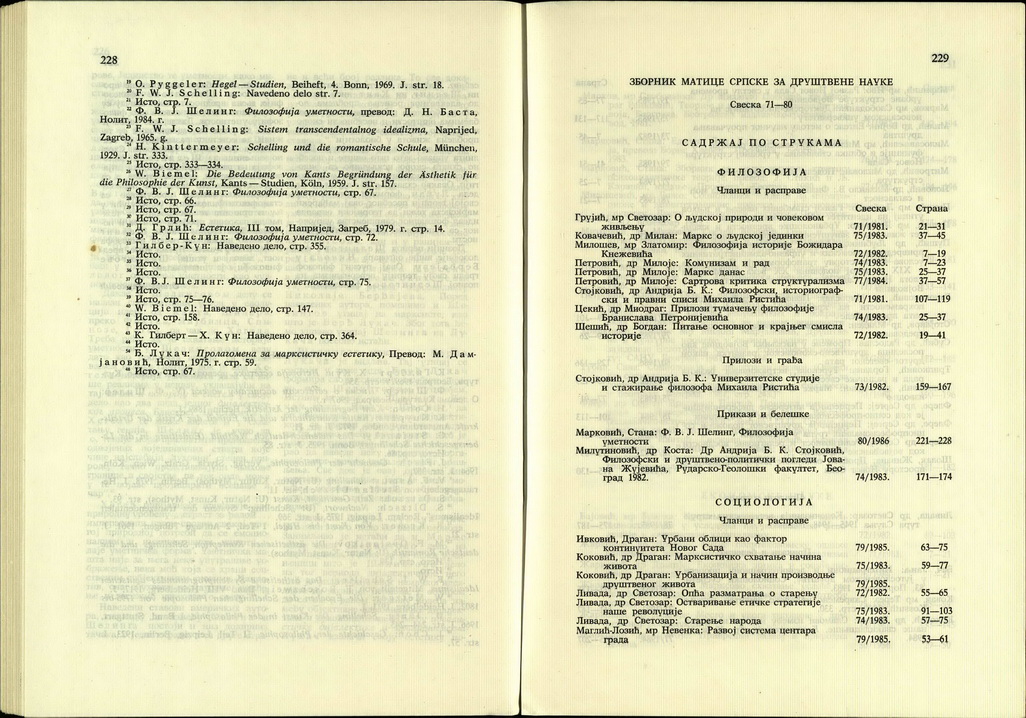 228
¹⁹ O. Pyggeler: Hegel — Studien, Beiheft, 4. Bonn, 1969. J. str. 18.
²⁰ F. W. J. Schelling: Navedeno delo str. 7.
²¹ Исто, стр. 7.
²² Ф. В. Ј. Шелинг: Филозофија уметности, превод: Д. Н. Баста,
Нолит, 1984. г.
²³ F. W. J. Schelling: Sistem transcendentalnog idealizma, Naprijed,
Zagreb, 1965. g.
²⁴ H. Kinttermeyer: Schelling und die romantische Schule, München,
1929. J. str. 333.
²⁵ Исто, стр. 333—334.
²⁶ W. Biemel: Die Bedeutung von Kants Begründung der Ästhetik für
die Philosophie der Kunst, Kants — Studien, Köln, 1959. J. str. 157.
²⁷ Ф. В. Ј. Шелинг: Филозофија уметности, стр. 67.
²⁸ Исто, стр. 66.
²⁹ Исто, стр. 67.
³⁰ Исто, стр. 71.
³¹ Д. Грлић: Естетика, III том, Напријед, Загреб, 1979. г. стр. 14.
³² Ф. В. Ј. Шелинг: Филозофија уметности, стр. 72.
³³ Гилбер-Кун: Наведено дело, стр. 355.
³⁴ Исто.
³⁵ Исто.
³⁶ Исто.
³⁷ Ф. В.Ј. Шелинг: Филозофија уметности, стр. 75.
³⁸ Исто.
³⁹ Исто, стр. 75—76.
⁴⁰ W. Biemel: Наведено дело, стр. 147.
⁴¹ Исто, стр. 158.
⁴² Исто.
⁴³ К. Гилберт — Х. Кун: Наведено дело, стр. 364.
⁴⁴ Исто.
Б. Лукач: Пролагомена за марксистичку естетику, Превод: М. Дам-
јановић, Нолит, 1975. г. стр. 59.
⁴⁶ Исто, стр. 67.
229
ЗБОРНИК МАТИЦЕ СРПСКЕ ЗА ДРУШТВЕНЕ НАУКЕ
Свеска 71—80
САДРЖАЈ ПО СТРУКАМА
ФИЛОЗОФИЈА
Чланци и расправе
Свеска Страна
Грујић, мр Светозар: О људској природи и човековом
живљењу 71/1981. 21—31
Ковачевић, др Милан: Маркс о људској јединки 75/1983. 37—45
Милошев, мр Златомир: Филозофија историје Божидара
Кнежевића 72/1982. 7—19
Петровић, др Милоје: Комунизам и рад 74/1983. 7—23
Петровић, др Милоје: Маркс данас 75/1983. 25—37
Петровић, др Милоје: Сартрова критика структурализма 77/1984. 37—57
Стојковић, др Андрија Б. К.: Филозофски, историограф-
ски и правни списи Михаила Ристића 71/1981. 107—119
Цекић, др Миодраг: Прилози тумачењу филозофије
Бранислава Петронијевића 74/1983. 25—37
Шешић, др Богдан: Питање основног и крајњег смисла
историје 72/1982. 19—41
Прилози и грађа
Стојковић, др Андрија Б. К.: Универзитетске студије
и стажирање филозофа Михаила Ристића 73/1982. 159—167
Прикази и белешке
Марковић, Стана: Ф. В. Ј. Шелинг, Филозофија
уметности 80/1986 221—228
Милутиновић, др Коста: Др Андрија Б. К. Стојковић,
Филозофски и друштвено-политички погледи Јова-
на Жујевића, Рударско-Геолошки факултет, Бео-
град 1982. 74/1983. 171—174
СОЦИОЛОГИЈА
Чланци и расправе
Ивковић, Драган: Урбани облици као фактор
континуитета Новог Сада 79/1985. 63—75
Коковић, др Драган: Марксистичко схватање начина
живота 75/1983. 59—77
Коковић, др Драган: Урбанизација и начин производње
друштвеног живота 79/1985.
Ливада, др Светозар: Опћа разматрања о старењу 72/1982. 55—65
Ливада, др Светозар: Остваривање етичке стратегије
наше револуције 75/1983. 91—103
Ливада, др Светозар: Старење народа 74/1983. 57—75
Маглић-Лозић, мр Невенка: Развој система центара
града 79/1985. 53—61